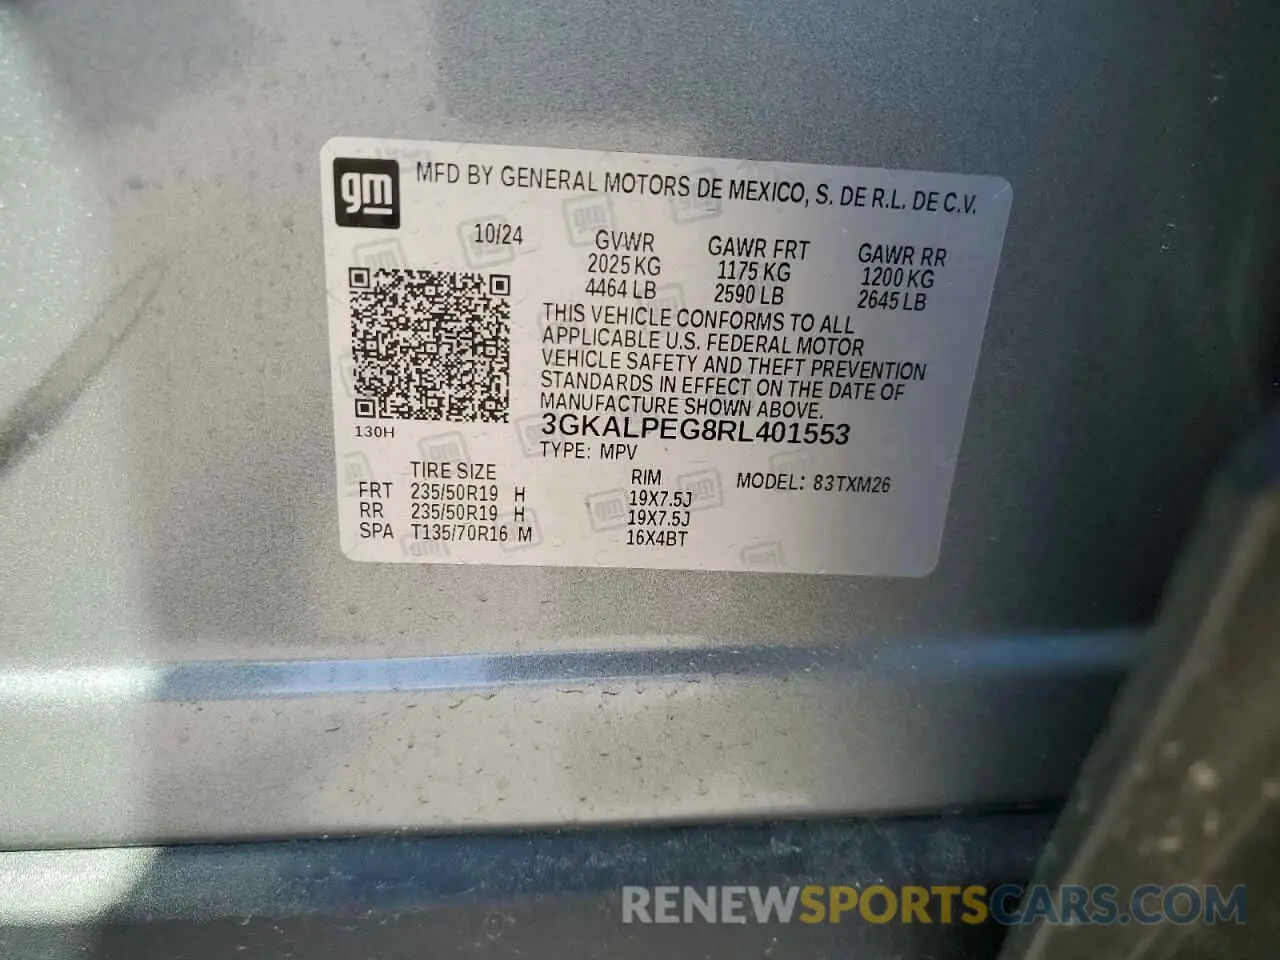 gm
MFD BY GENERAL MOTORS DE MEXICO, S. DE R.L. DE C.V.
10/24 GVWR GAWR FRT GAWR RR
2025 KG 1175 KG 1200 KG
4464 LB 2590 LB 2645 LB
THIS VEHICLE CONFORMS TO ALL
APPLICABLE U.S. FEDERAL MOTOR
VEHICLE SAFETY AND THEFT PREVENTION
STANDARDS IN EFFECT ON THE DATE OF
MANUFACTURE SHOWN ABOVE.
130H
3GKALPEG8RL401553
TYPE: MPV
TIRE SIZE RIM MODEL: 83TXM26
FRT 235/50R19 H 19X7.5J
RR 235/50R19 H 19X7.5J
SPA T135/70R16 M 16X4BT
RENEWSPORTSCARS.COM